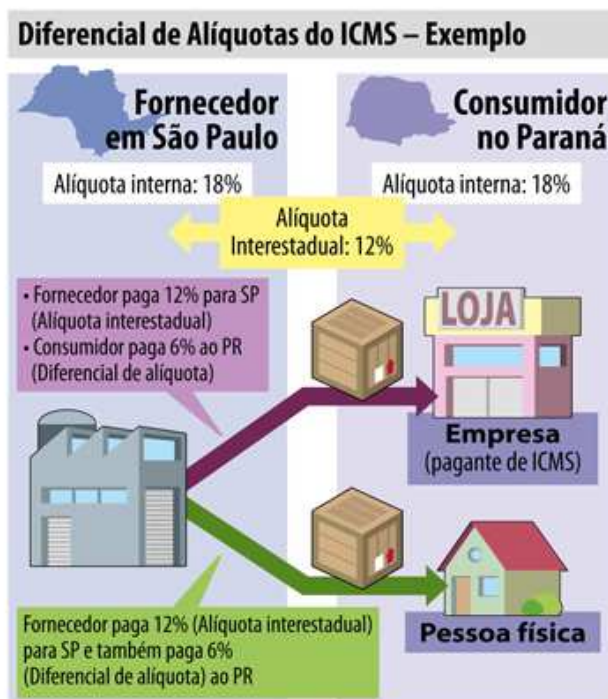 Diferencial de Alíquotas do ICMS – Exemplo
Fornecedor
em São Paulo
Alíquota interna: 18%
Consumidor
no Paraná
Alíquota interna: 18%
Alíquota
Interestadual: 12%
• Fornecedor paga 12% para SP
(Alíquota interestadual)
• Consumidor paga 6% ao PR
(Diferencial de alíquota)
LOJA
Empresa
(pagante de ICMS)
Fornecedor paga 12% (Alíquota interestadual)
para SP e também paga 6%
(Diferencial de alíquota) ao PR
Pessoa física